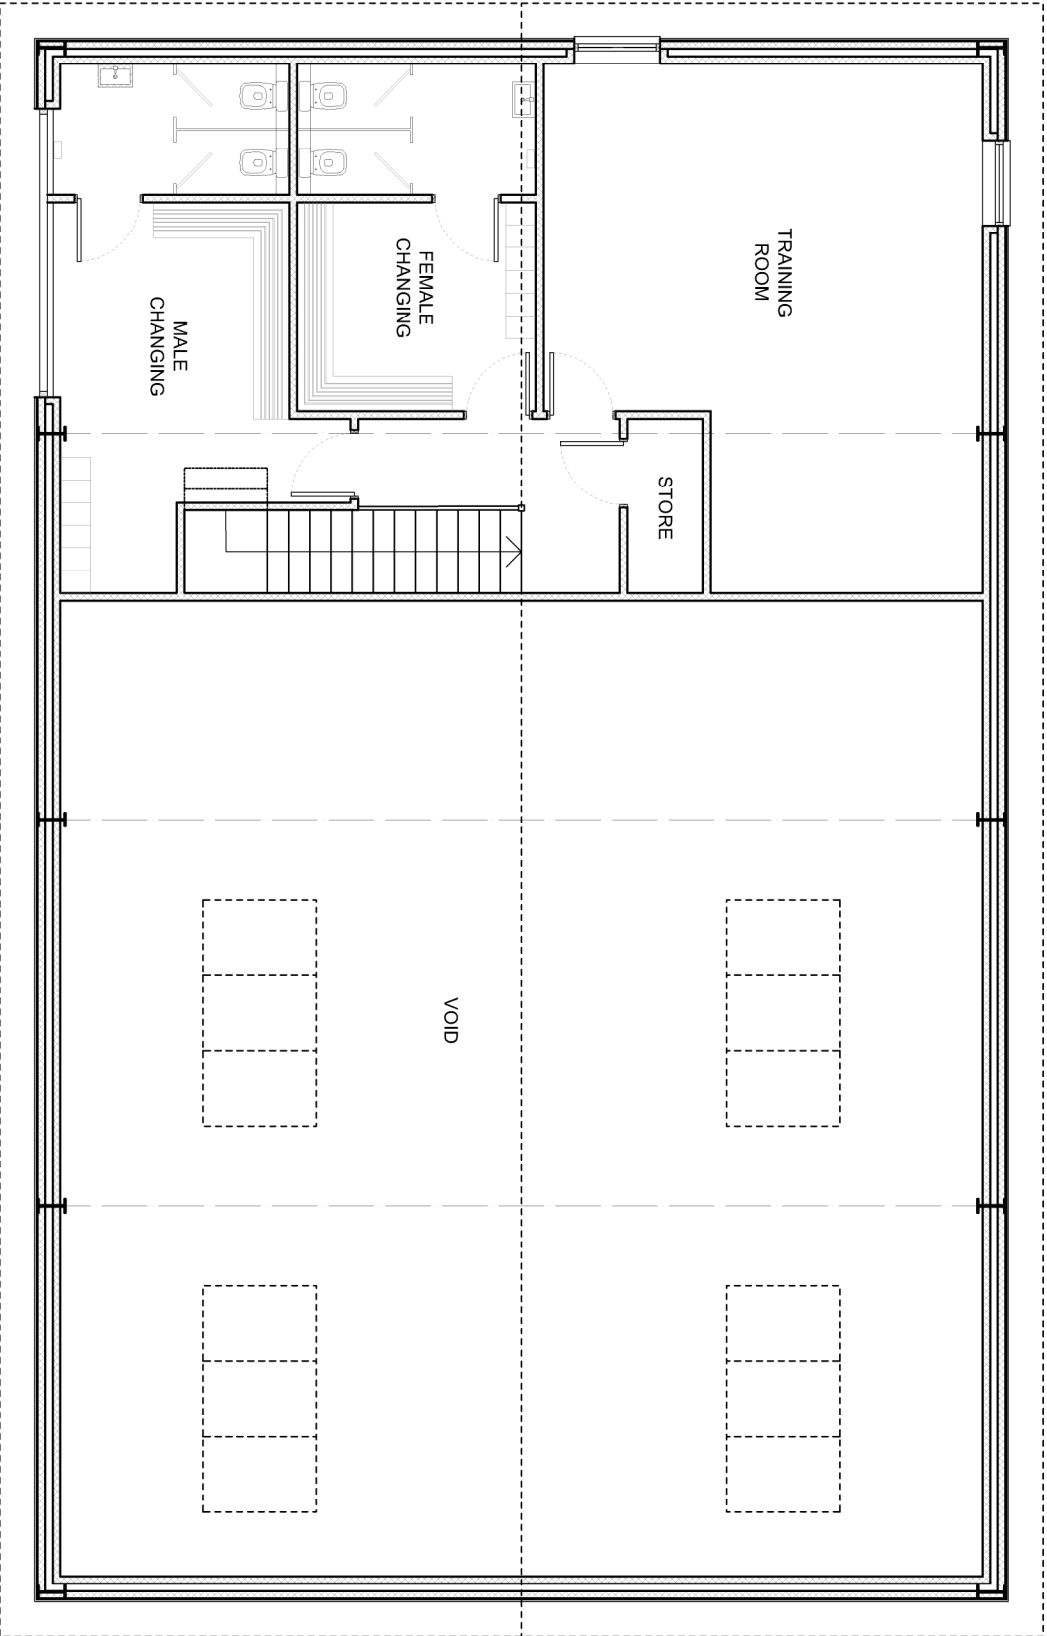 MALE
CHANGING
FEMALE
CHANGING
TRAINING
ROOM
STORE
VOID